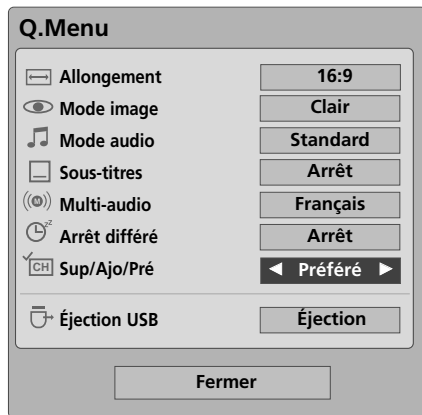 Q.Menu
Allongement 16:9
Mode image Clair
Mode audio Standard
Sous-titres Arrêt
((M)) Multi-audio Français
zz Arrêt différé Arrêt
CH Sup/Ajo/Pré ◄ Préféré ►
Éjection USB Éjection
Fermer